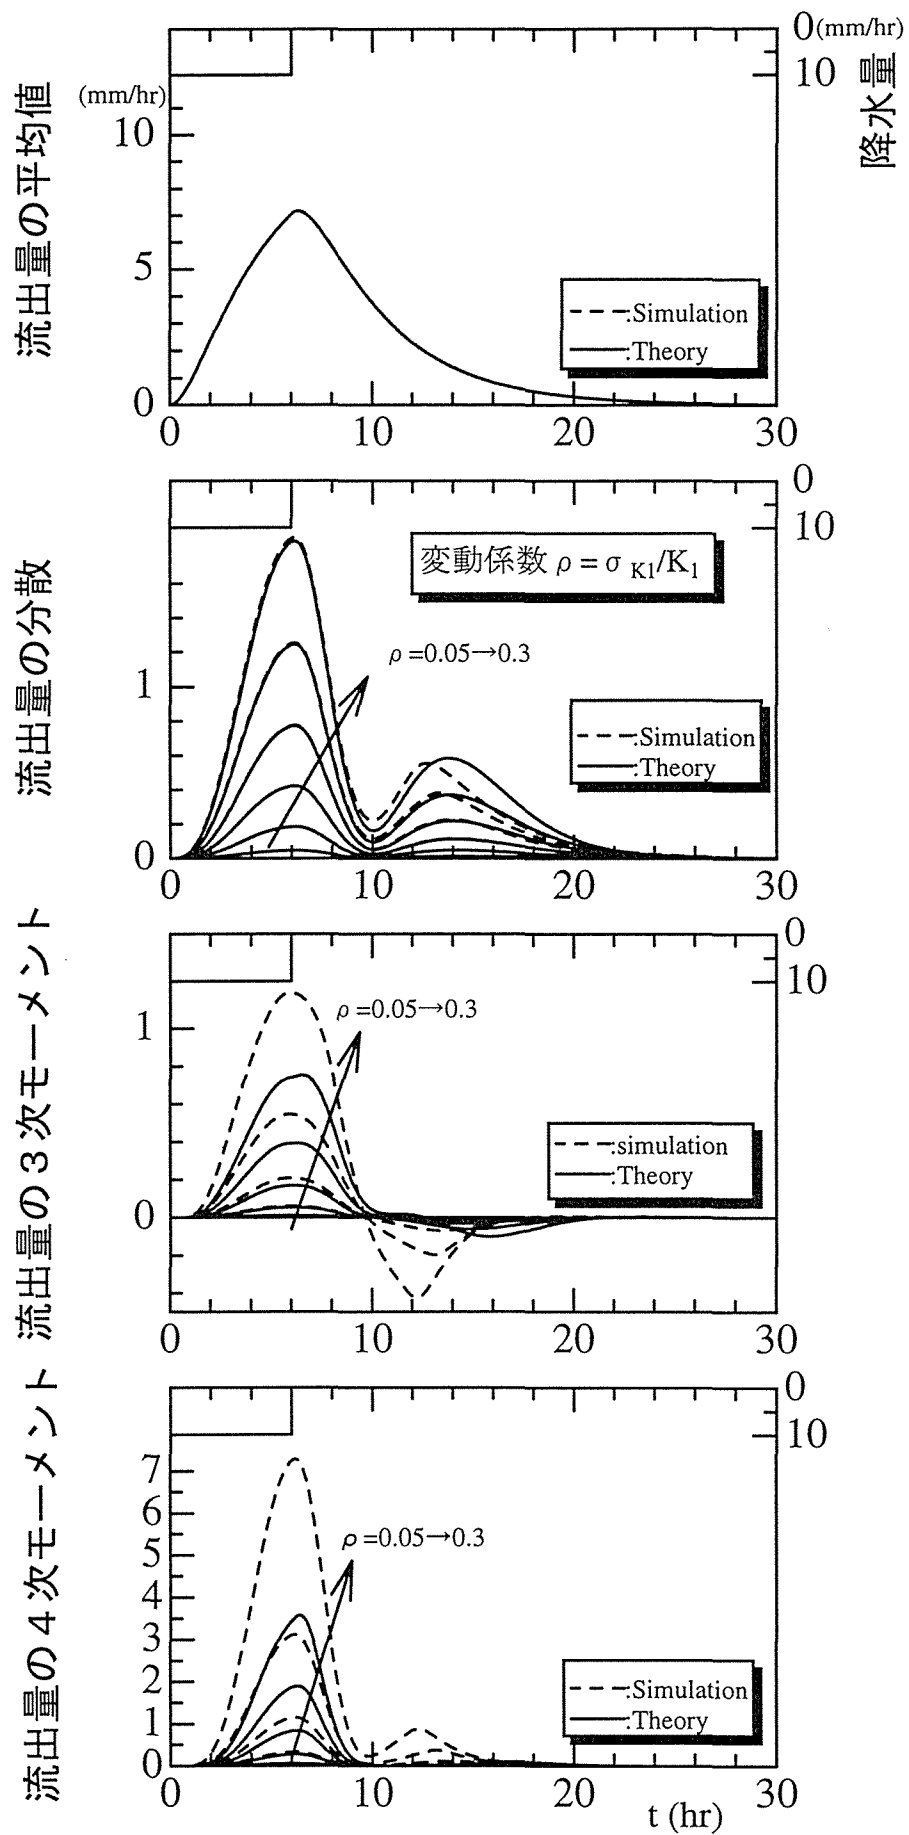 0(mm/hr)
10
降水量
(mm/hr)
流出量の平均値
10
5
0
--- :Simulation
— :Theory
0 10 20 30
0
10
変動係数 ρ = σ K1/K1
ρ =0.05→0.3
流出量の分散
1
0
:Simulation
:Theory
0 10 20 30
0
10
ρ =0.05→0.3
流出量の3次モーメント
1
0
:simulation
:Theory
0 10 20 30
0
10
流出量の4次モーメント
7
6
5
4
3
2
1
0
ρ =0.05→0.3
:Simulation
:Theory
0 10 20 30
t (hr)